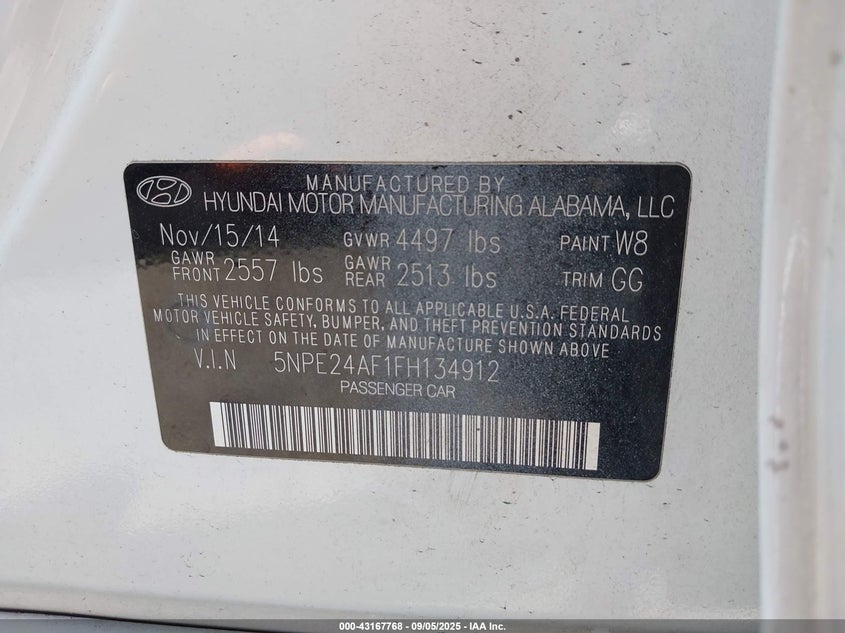 MANUFACTURED BY
HYUNDAI MOTOR MANUFACTURING ALABAMA, LLC
Nov/15/14 GVWR 4497 lbs PAINT W8
GAWR FRONT 2557 lbs GAWR REAR 2513 lbs TRIM GG
THIS VEHICLE CONFORMS TO ALL APPLICABLE U.S.A. FEDERAL
MOTOR VEHICLE SAFETY, BUMPER, AND THEFT PREVENTION STANDARDS
IN EFFECT ON THE DATE OF MANUFACTURE SHOWN ABOVE
V.I.N 5NPE24AF1FH134912
PASSENGER CAR
000-43167768 - 09/05/2025 - IAA Inc.